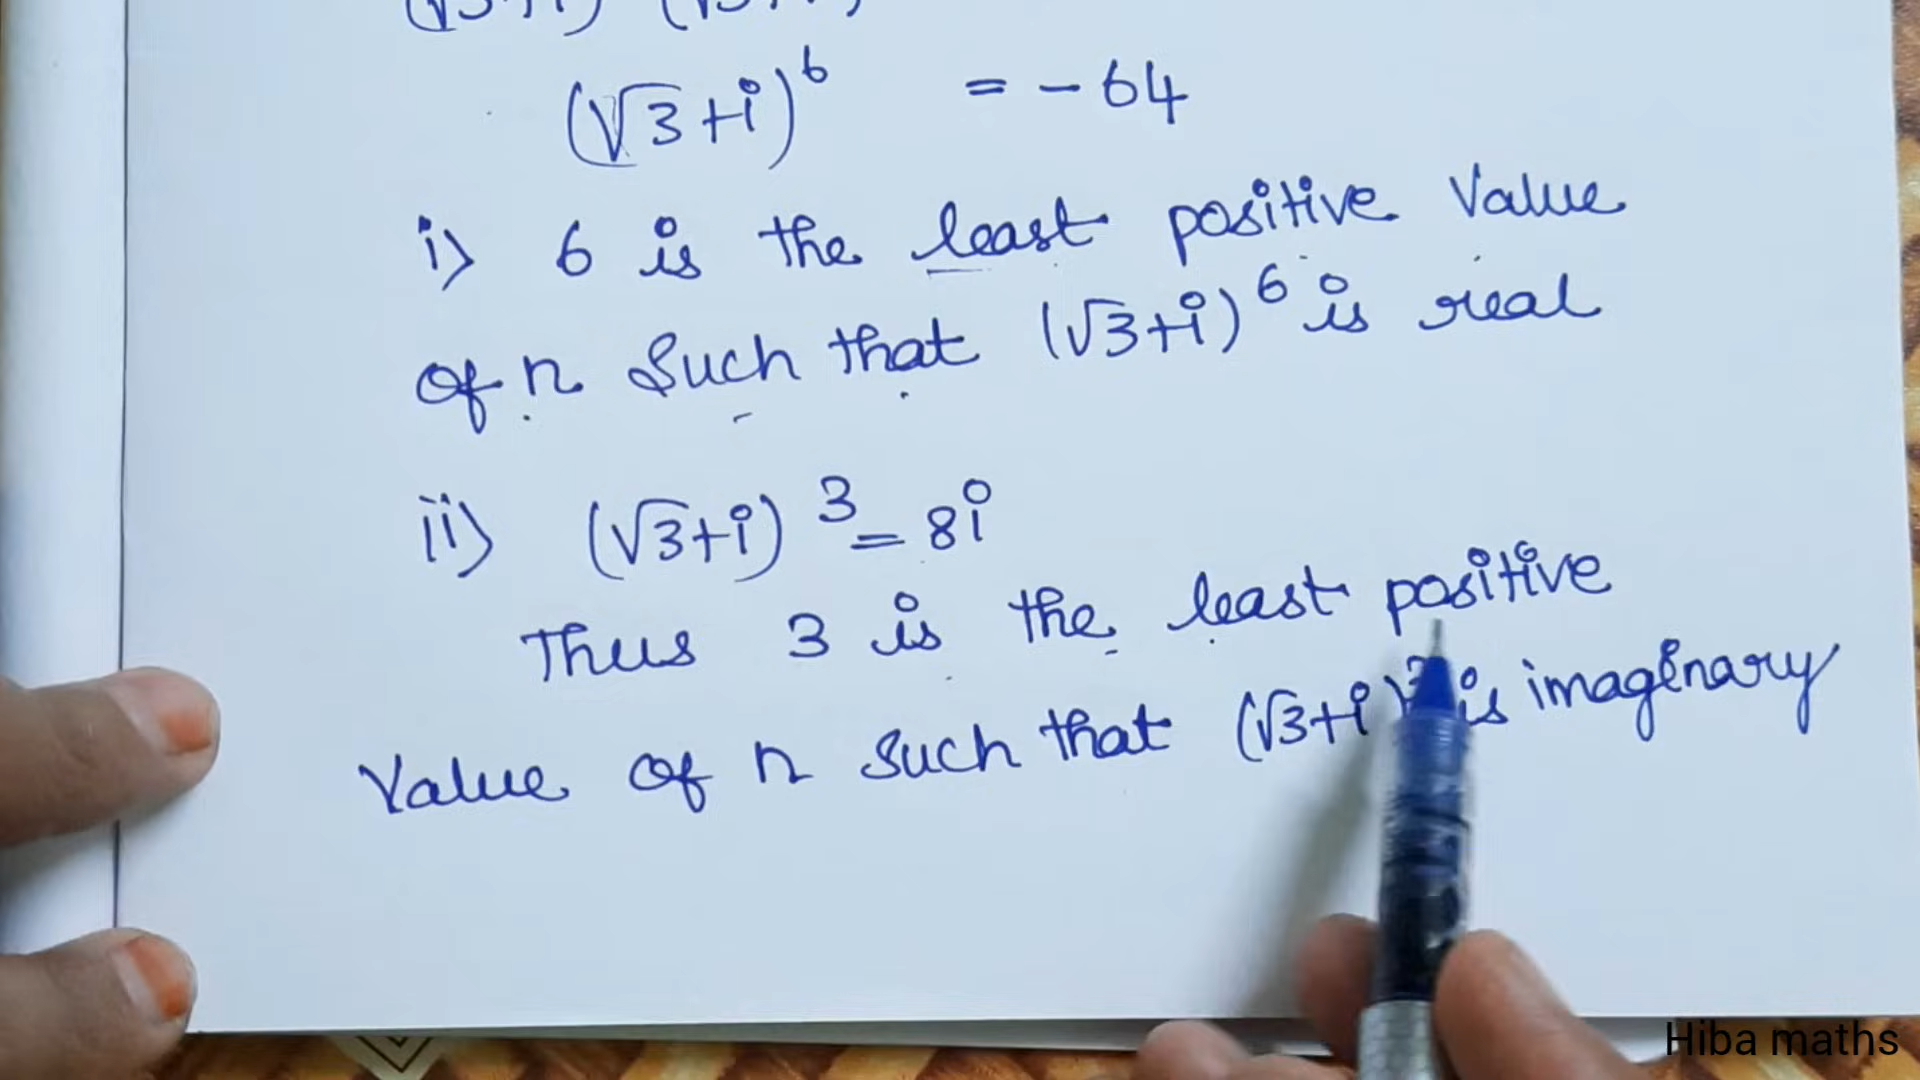 (√3+i)⁶ = - 64
i) 6 is the least positive Value
of n Such that (√3+i)⁶ is real
ii) (√3+i)³ = 8i
Thus 3 is the least positive
Value of n such that (√3+i)³ is imaginary
Hiba maths